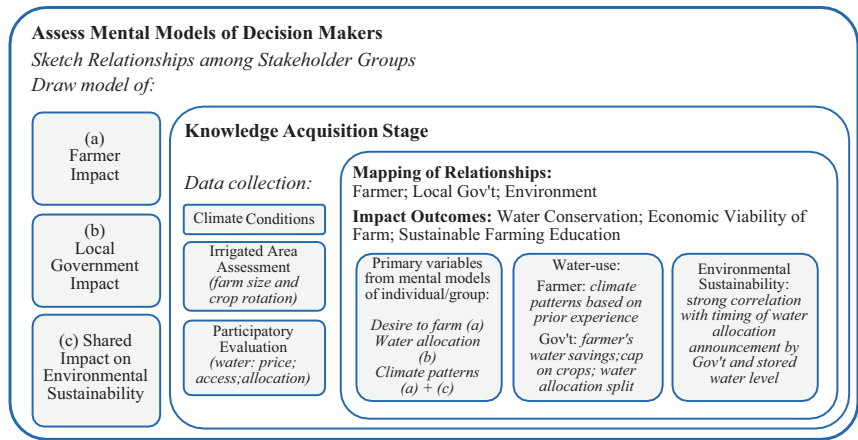 Assess Mental Models of Decision Makers
Sketch Relationships among Stakeholder Groups
Draw model of:
(a)
Farmer
Impact
(b)
Local
Government
Impact
(c) Shared
Impact on
Environmental
Sustainability
Knowledge Acquisition Stage
Data collection:
Climate Conditions
Irrigated Area
Assessment
(farm size and
crop rotation)
Participatory
Evaluation
(water: price;
access;allocation)
Mapping of Relationships:
Farmer; Local Gov't; Environment
Impact Outcomes: Water Conservation; Economic Viability of
Farm; Sustainable Farming Education
Primary variables
from mental models
of individual/group:
Desire to farm (a)
Water allocation
(b)
Climate patterns
(a) + (c)
Water-use:
Farmer: climate
patterns based on
prior experience
Gov't: farmer's
water savings;cap
on crops; water
allocation split
Environmental
Sustainability:
strong correlation
with timing of water
allocation
announcement by
Gov't and stored
water level